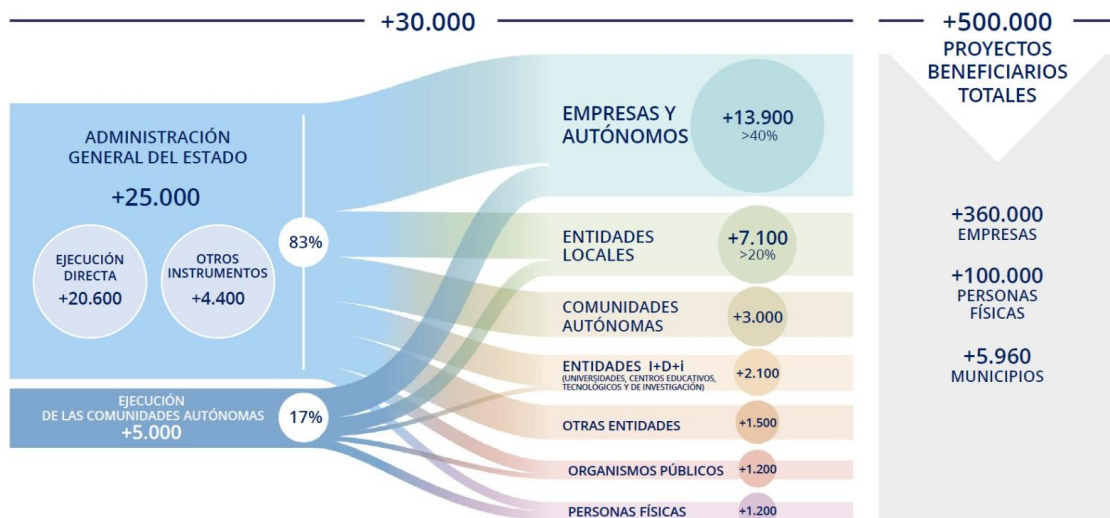 +30.000
ADMINISTRACIÓN
GENERAL DEL ESTADO
+25.000
EJECUCIÓN
DIRECTA
+20.600
OTROS
INSTRUMENTOS
+4.400
83%
EJECUCIÓN
DE LAS COMUNIDADES AUTÓNOMAS
+5.000
17%
EMPRESAS Y
AUTÓNOMOS
+13.900
>40%
ENTIDADES
LOCALES
+7.100
>20%
COMUNIDADES
AUTÓNOMAS
+3.000
ENTIDADES I+D+i
(UNIVERSIDADES, CENTROS EDUCATIVOS,
TECNOLÓGICOS Y DE INVESTIGACIÓN)
+2.100
OTRAS ENTIDADES
+1.500
ORGANISMOS PÚBLICOS
+1.200
PERSONAS FÍSICAS
+1.200
+500.000
PROYECTOS
BENEFICIARIOS
TOTALES
+360.000
EMPRESAS
+100.000
PERSONAS
FÍSICAS
+5.960
MUNICIPIOS